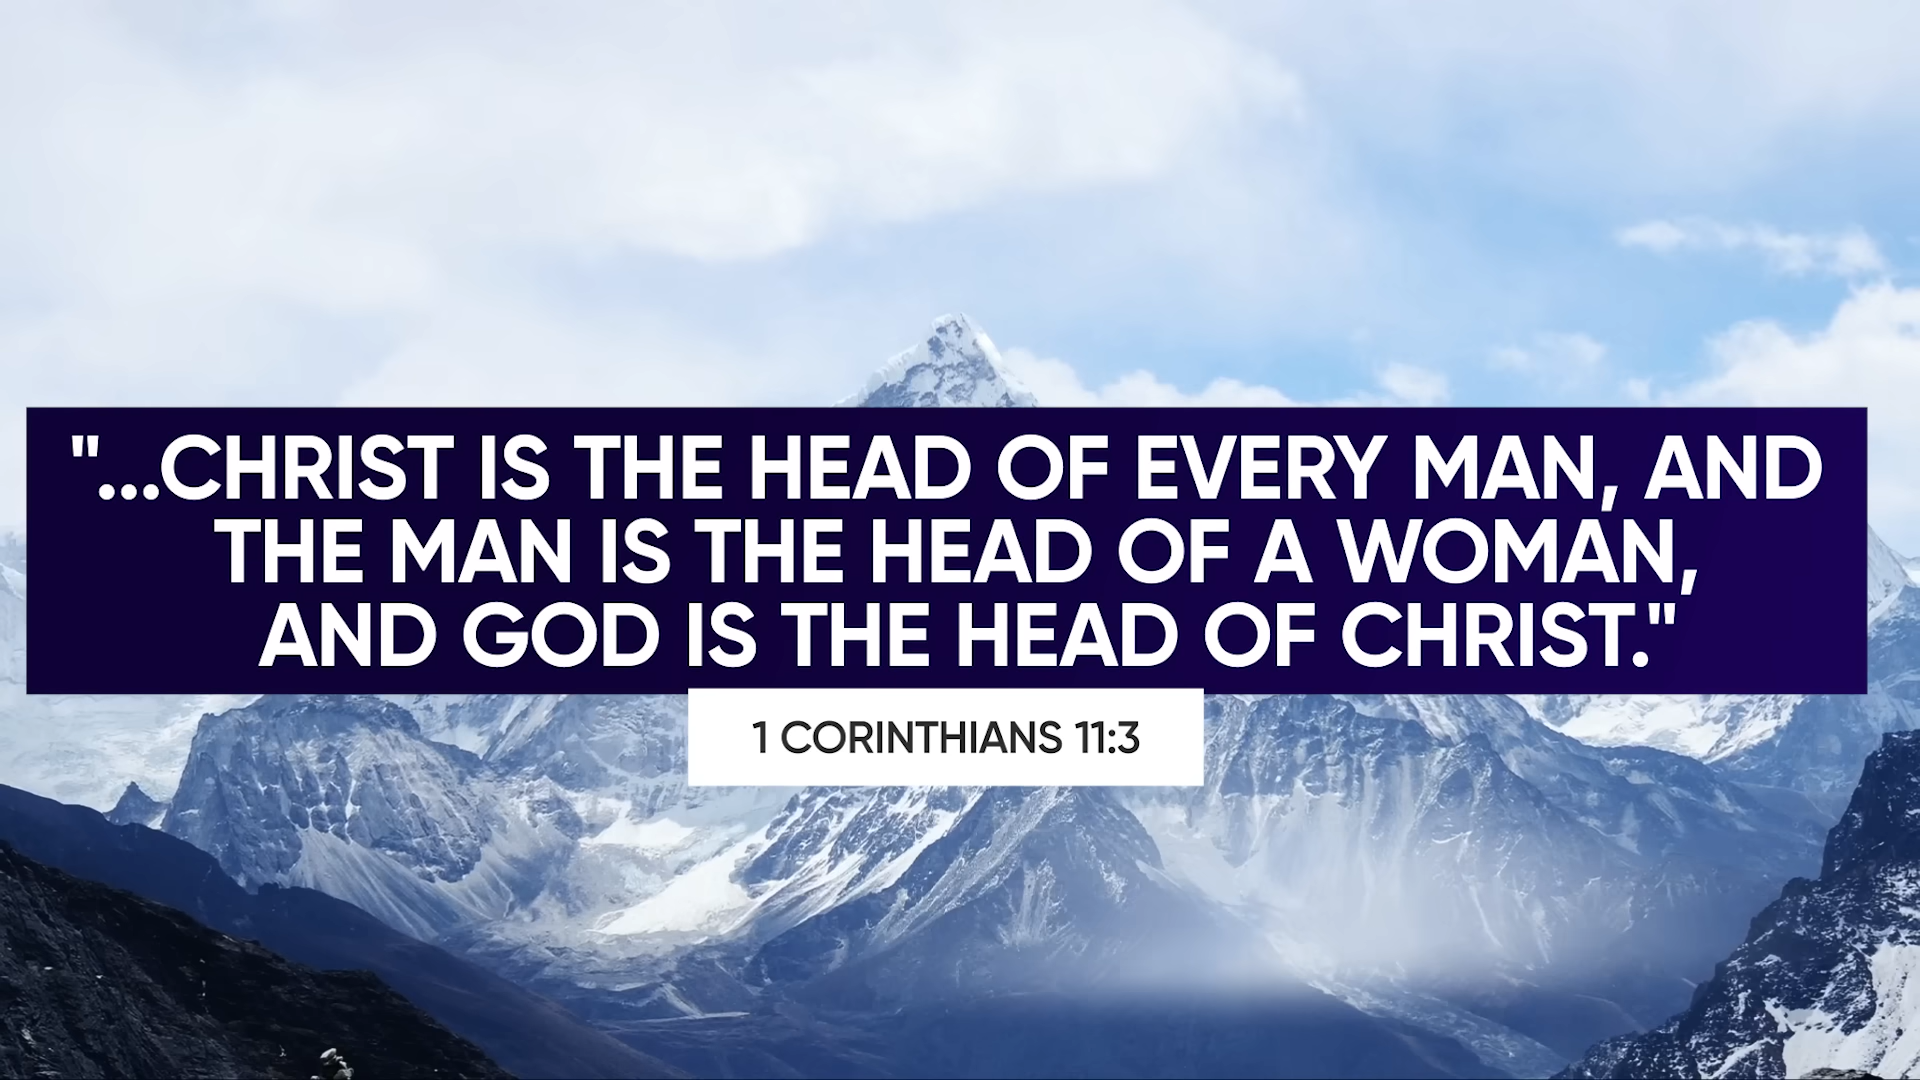 "...CHRIST IS THE HEAD OF EVERY MAN, AND
THE MAN IS THE HEAD OF A WOMAN,
AND GOD IS THE HEAD OF CHRIST."
1 CORINTHIANS 11:3